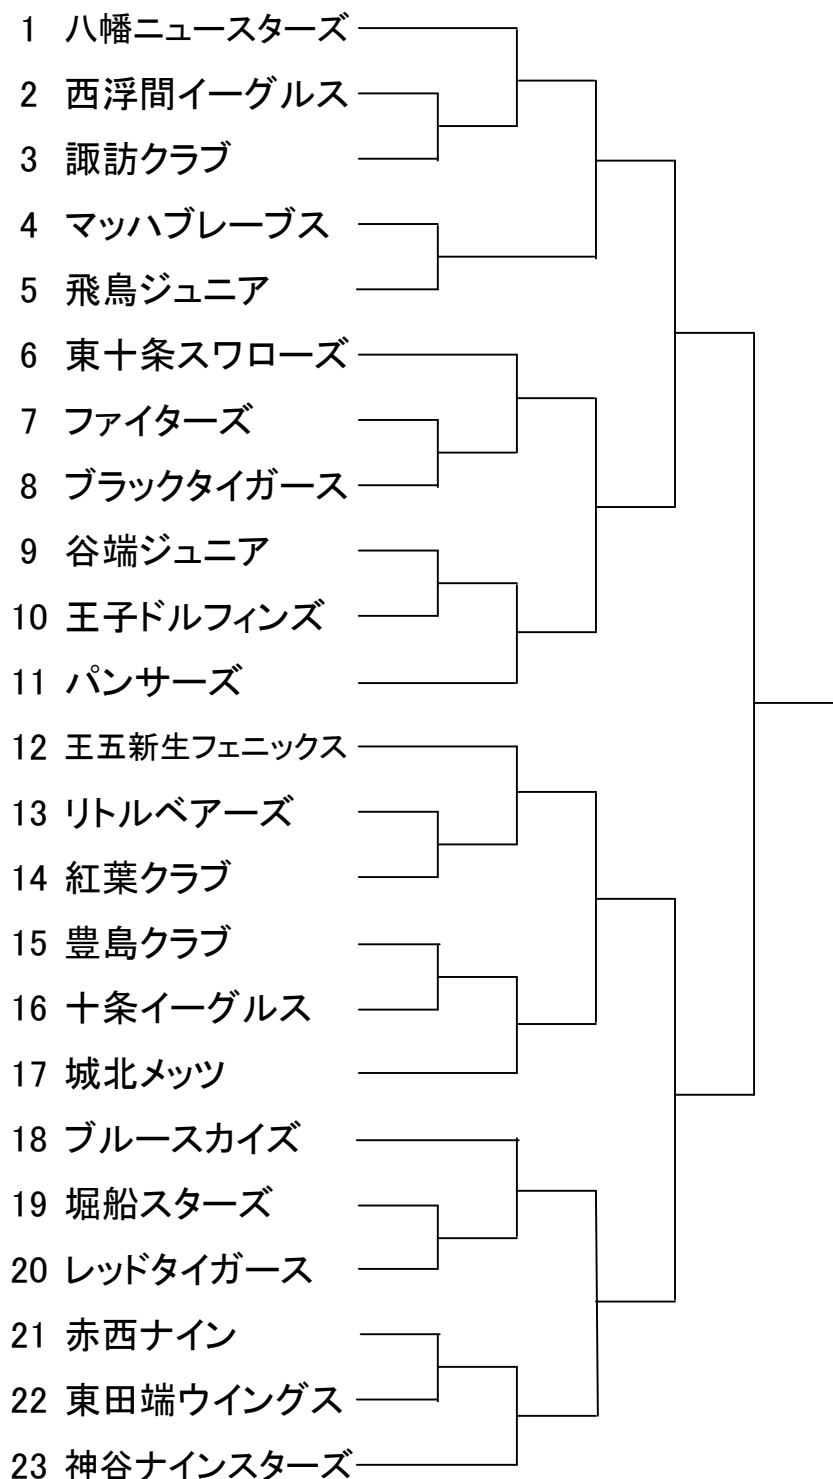 1 八幡ニュースターズ
2 西浮間イーグルス
3 諏訪クラブ
4 マッハブレーブス
5 飛鳥ジュニア
6 東十条スワローズ
7 ファイターズ
8 ブラックタイガース
9 谷端ジュニア
10 王子ドルフィンズ
11 パンサーズ
12 王五新生フェニックス
13 リトルベアーズ
14 紅葉クラブ
15 豊島クラブ
16 十条イーグルス
17 城北メッツ
18 ブルースカイズ
19 堀船スターズ
20 レッドタイガース
21 赤西ナイン
22 東田端ウイングス
23 神谷ナインスターズ